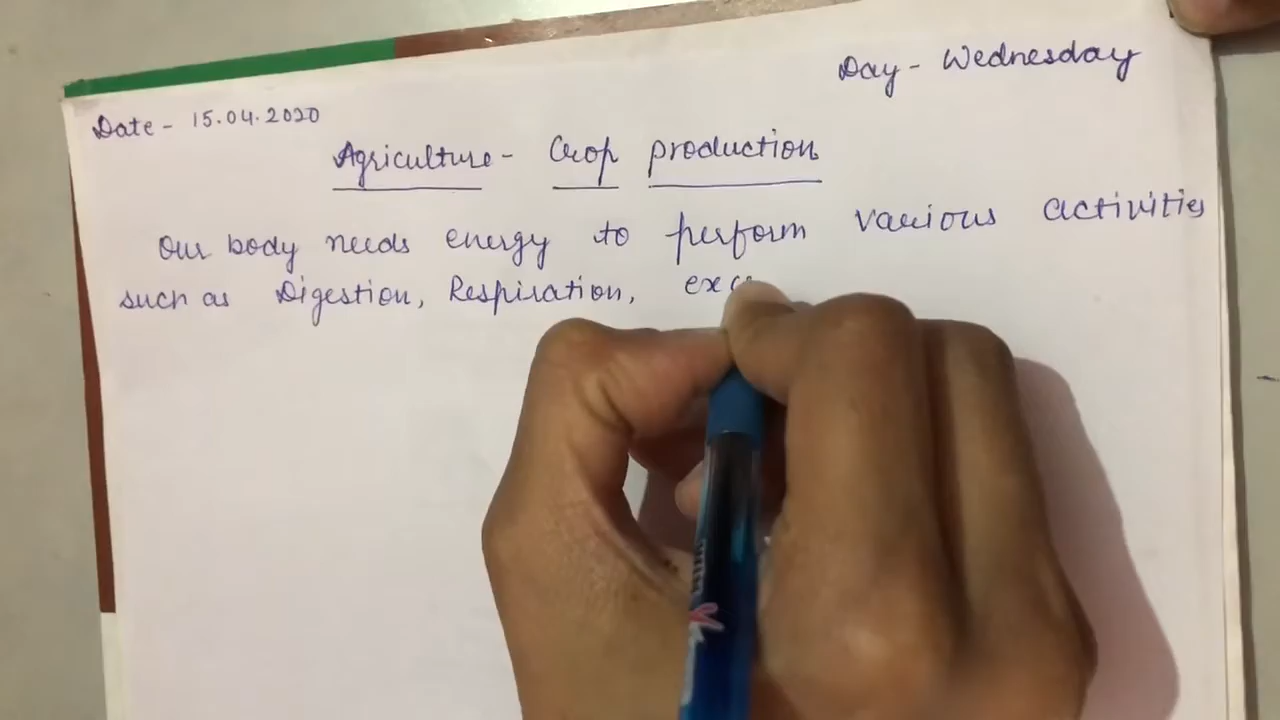 Day - Wednesday
Date - 15.04.2020
Agriculture - Crop production
Our body needs energy to perform various activities
such as Digestion, Respiration,